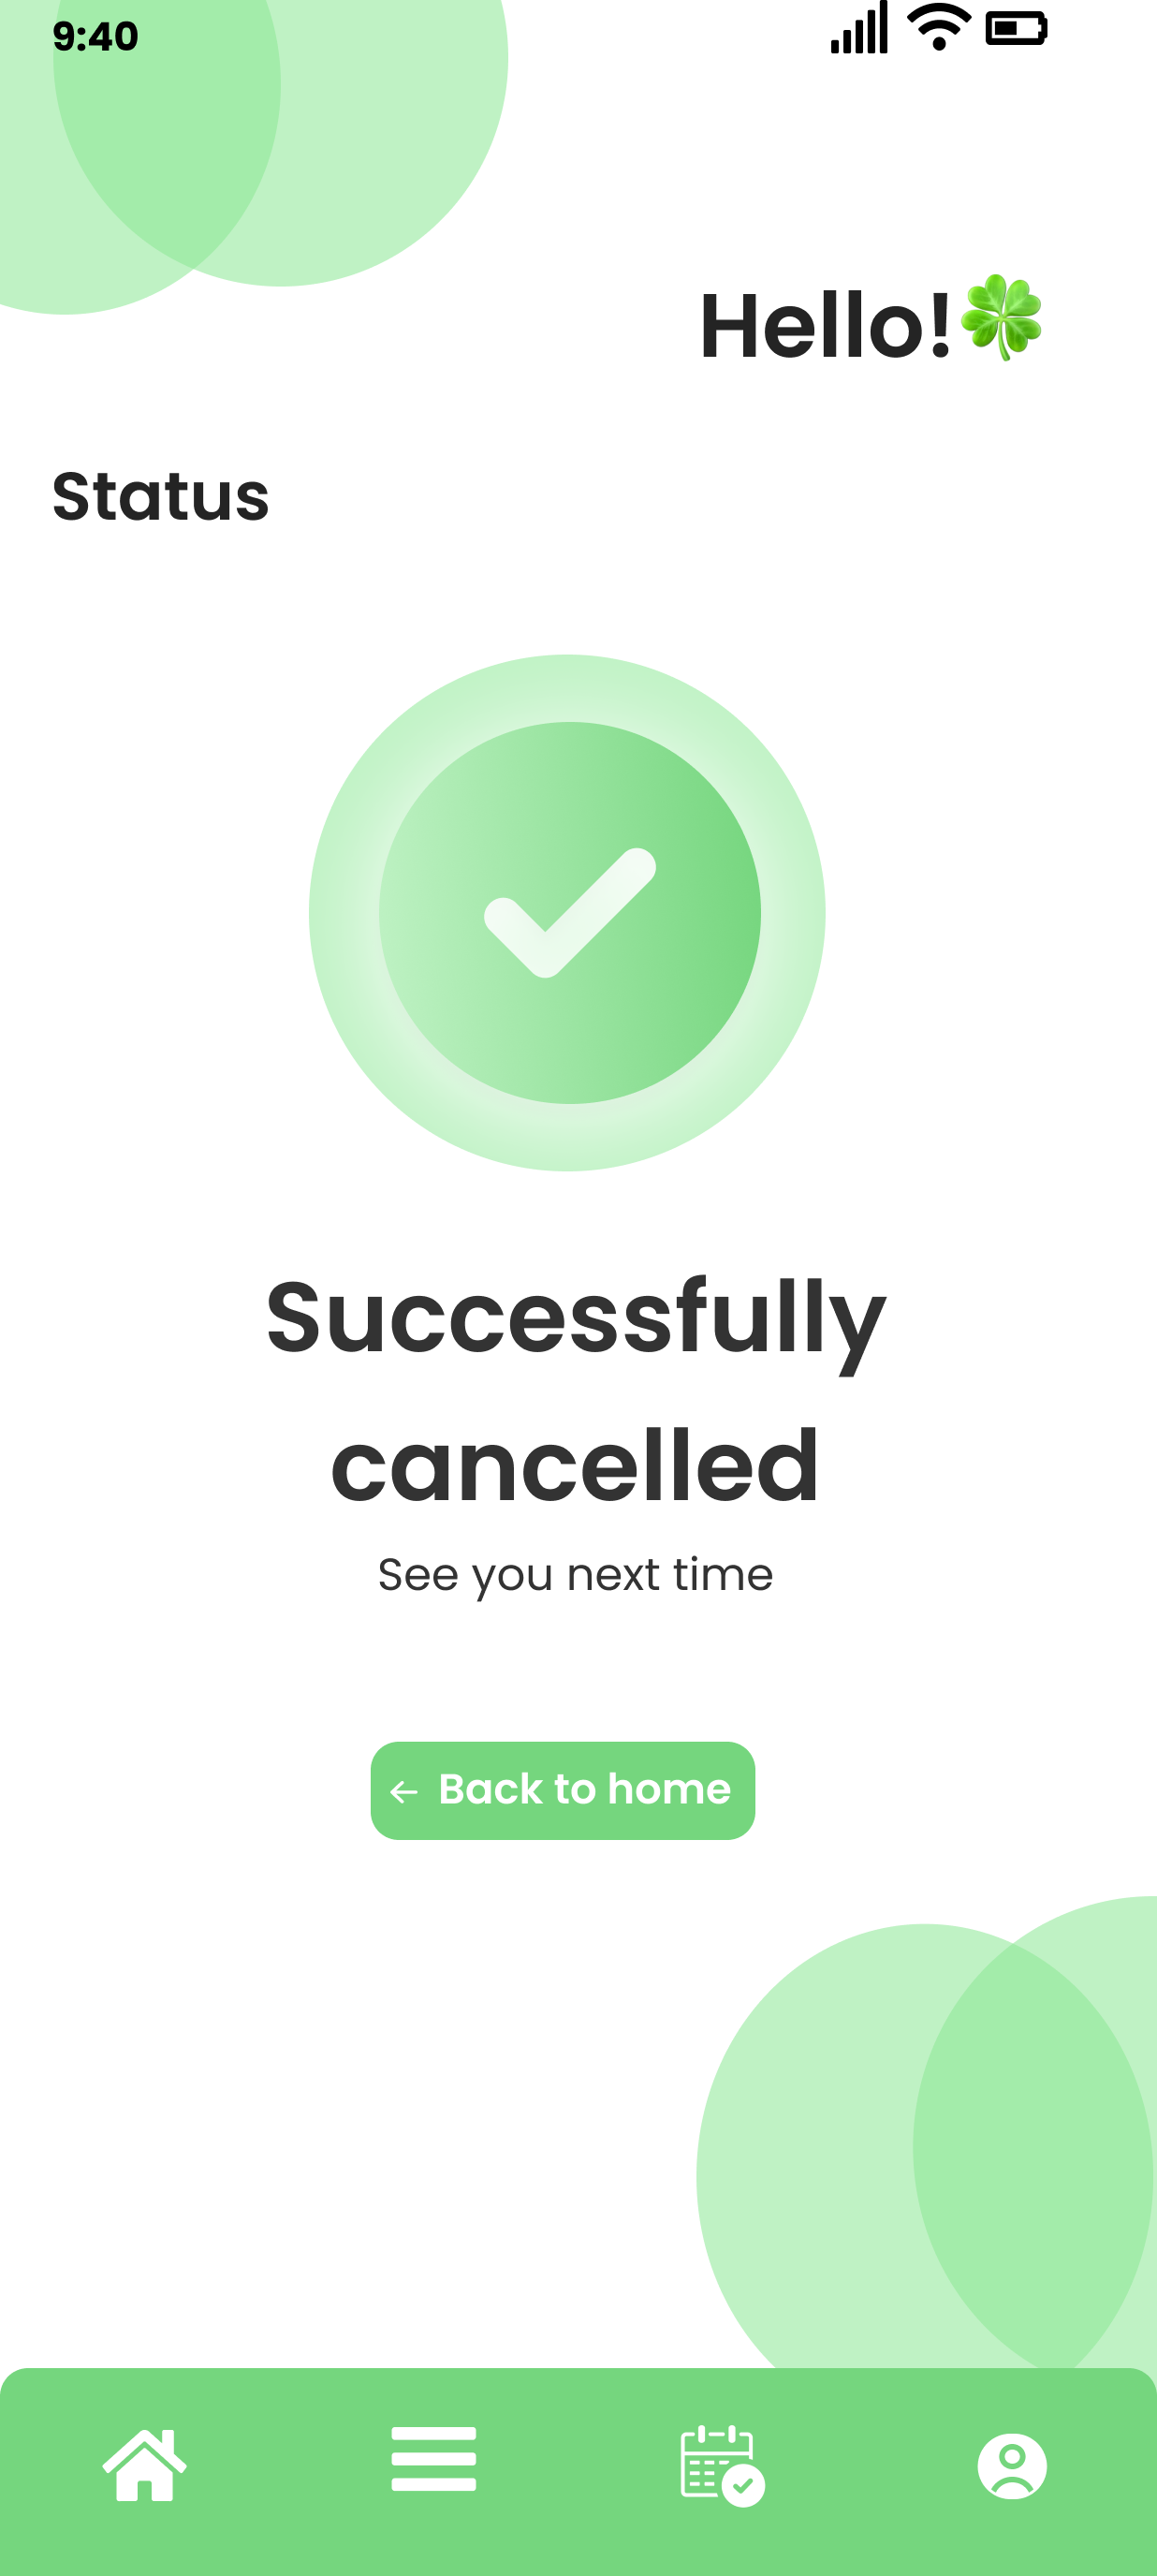 9:40
Hello!🍀
Status
Successfully
cancelled
See you next time
← Back to home